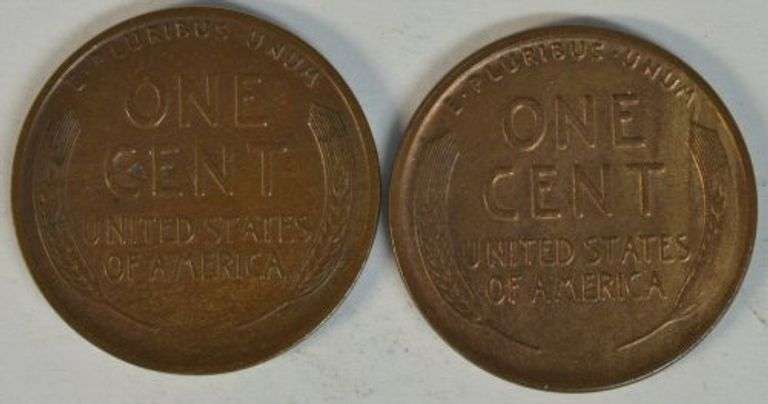 E·PLURIBUS·UNUM
ONE
CENT
UNITED STATES
OF AMERICA
E·PLURIBUS·UNUM
ONE
CENT
UNITED STATES
OF AMERICA